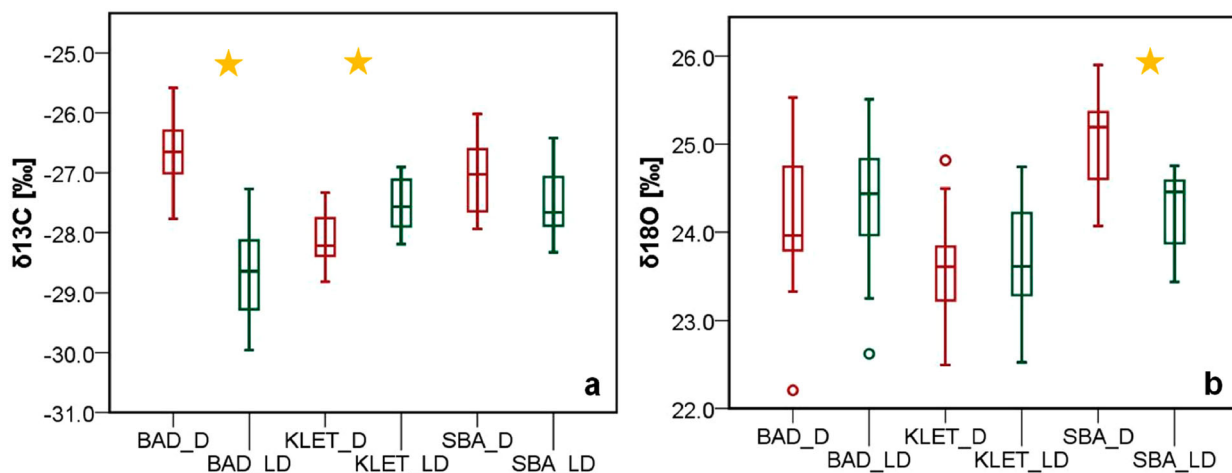 δ13C [‰]
-25.0
-26.0
-27.0
-28.0
-29.0
-30.0
-31.0
BAD_D
BAD_LD
KLET_D
KLET_LD
SBA_D
SBA_LD
a
δ18O [‰]
26.0
25.0
24.0
23.0
22.0
BAD_D
BAD_LD
KLET_D
KLET_LD
SBA_D
SBA_LD
b